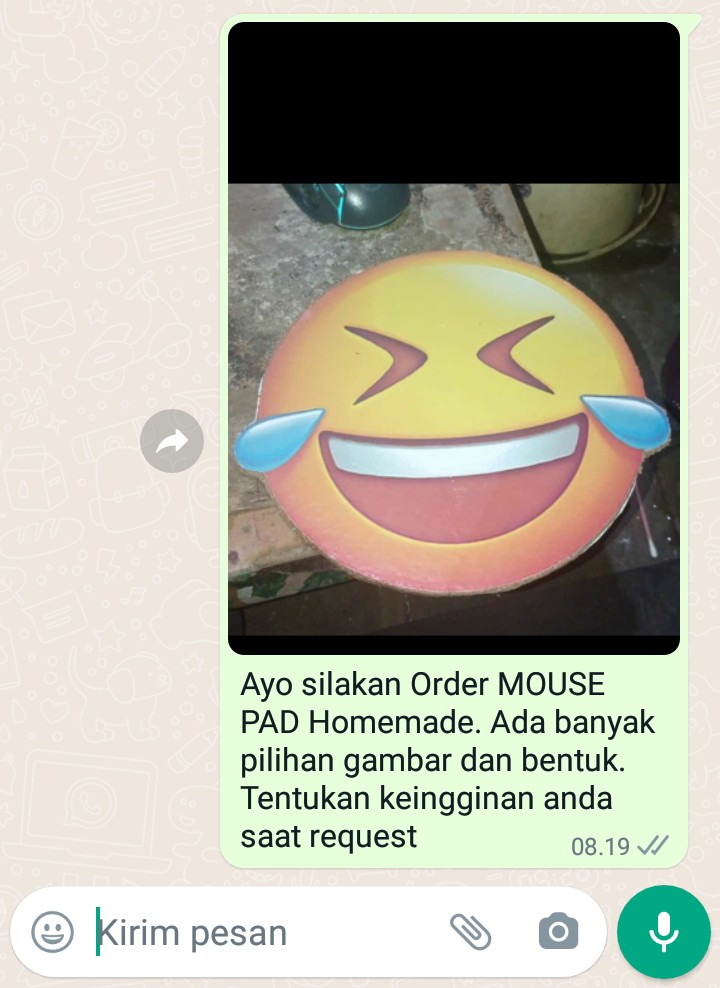 Ayo silakan Order MOUSE
PAD Homemade. Ada banyak
pilihan gambar dan bentuk.
Tentukan keingginan anda
saat request
08.19
Kirim pesan